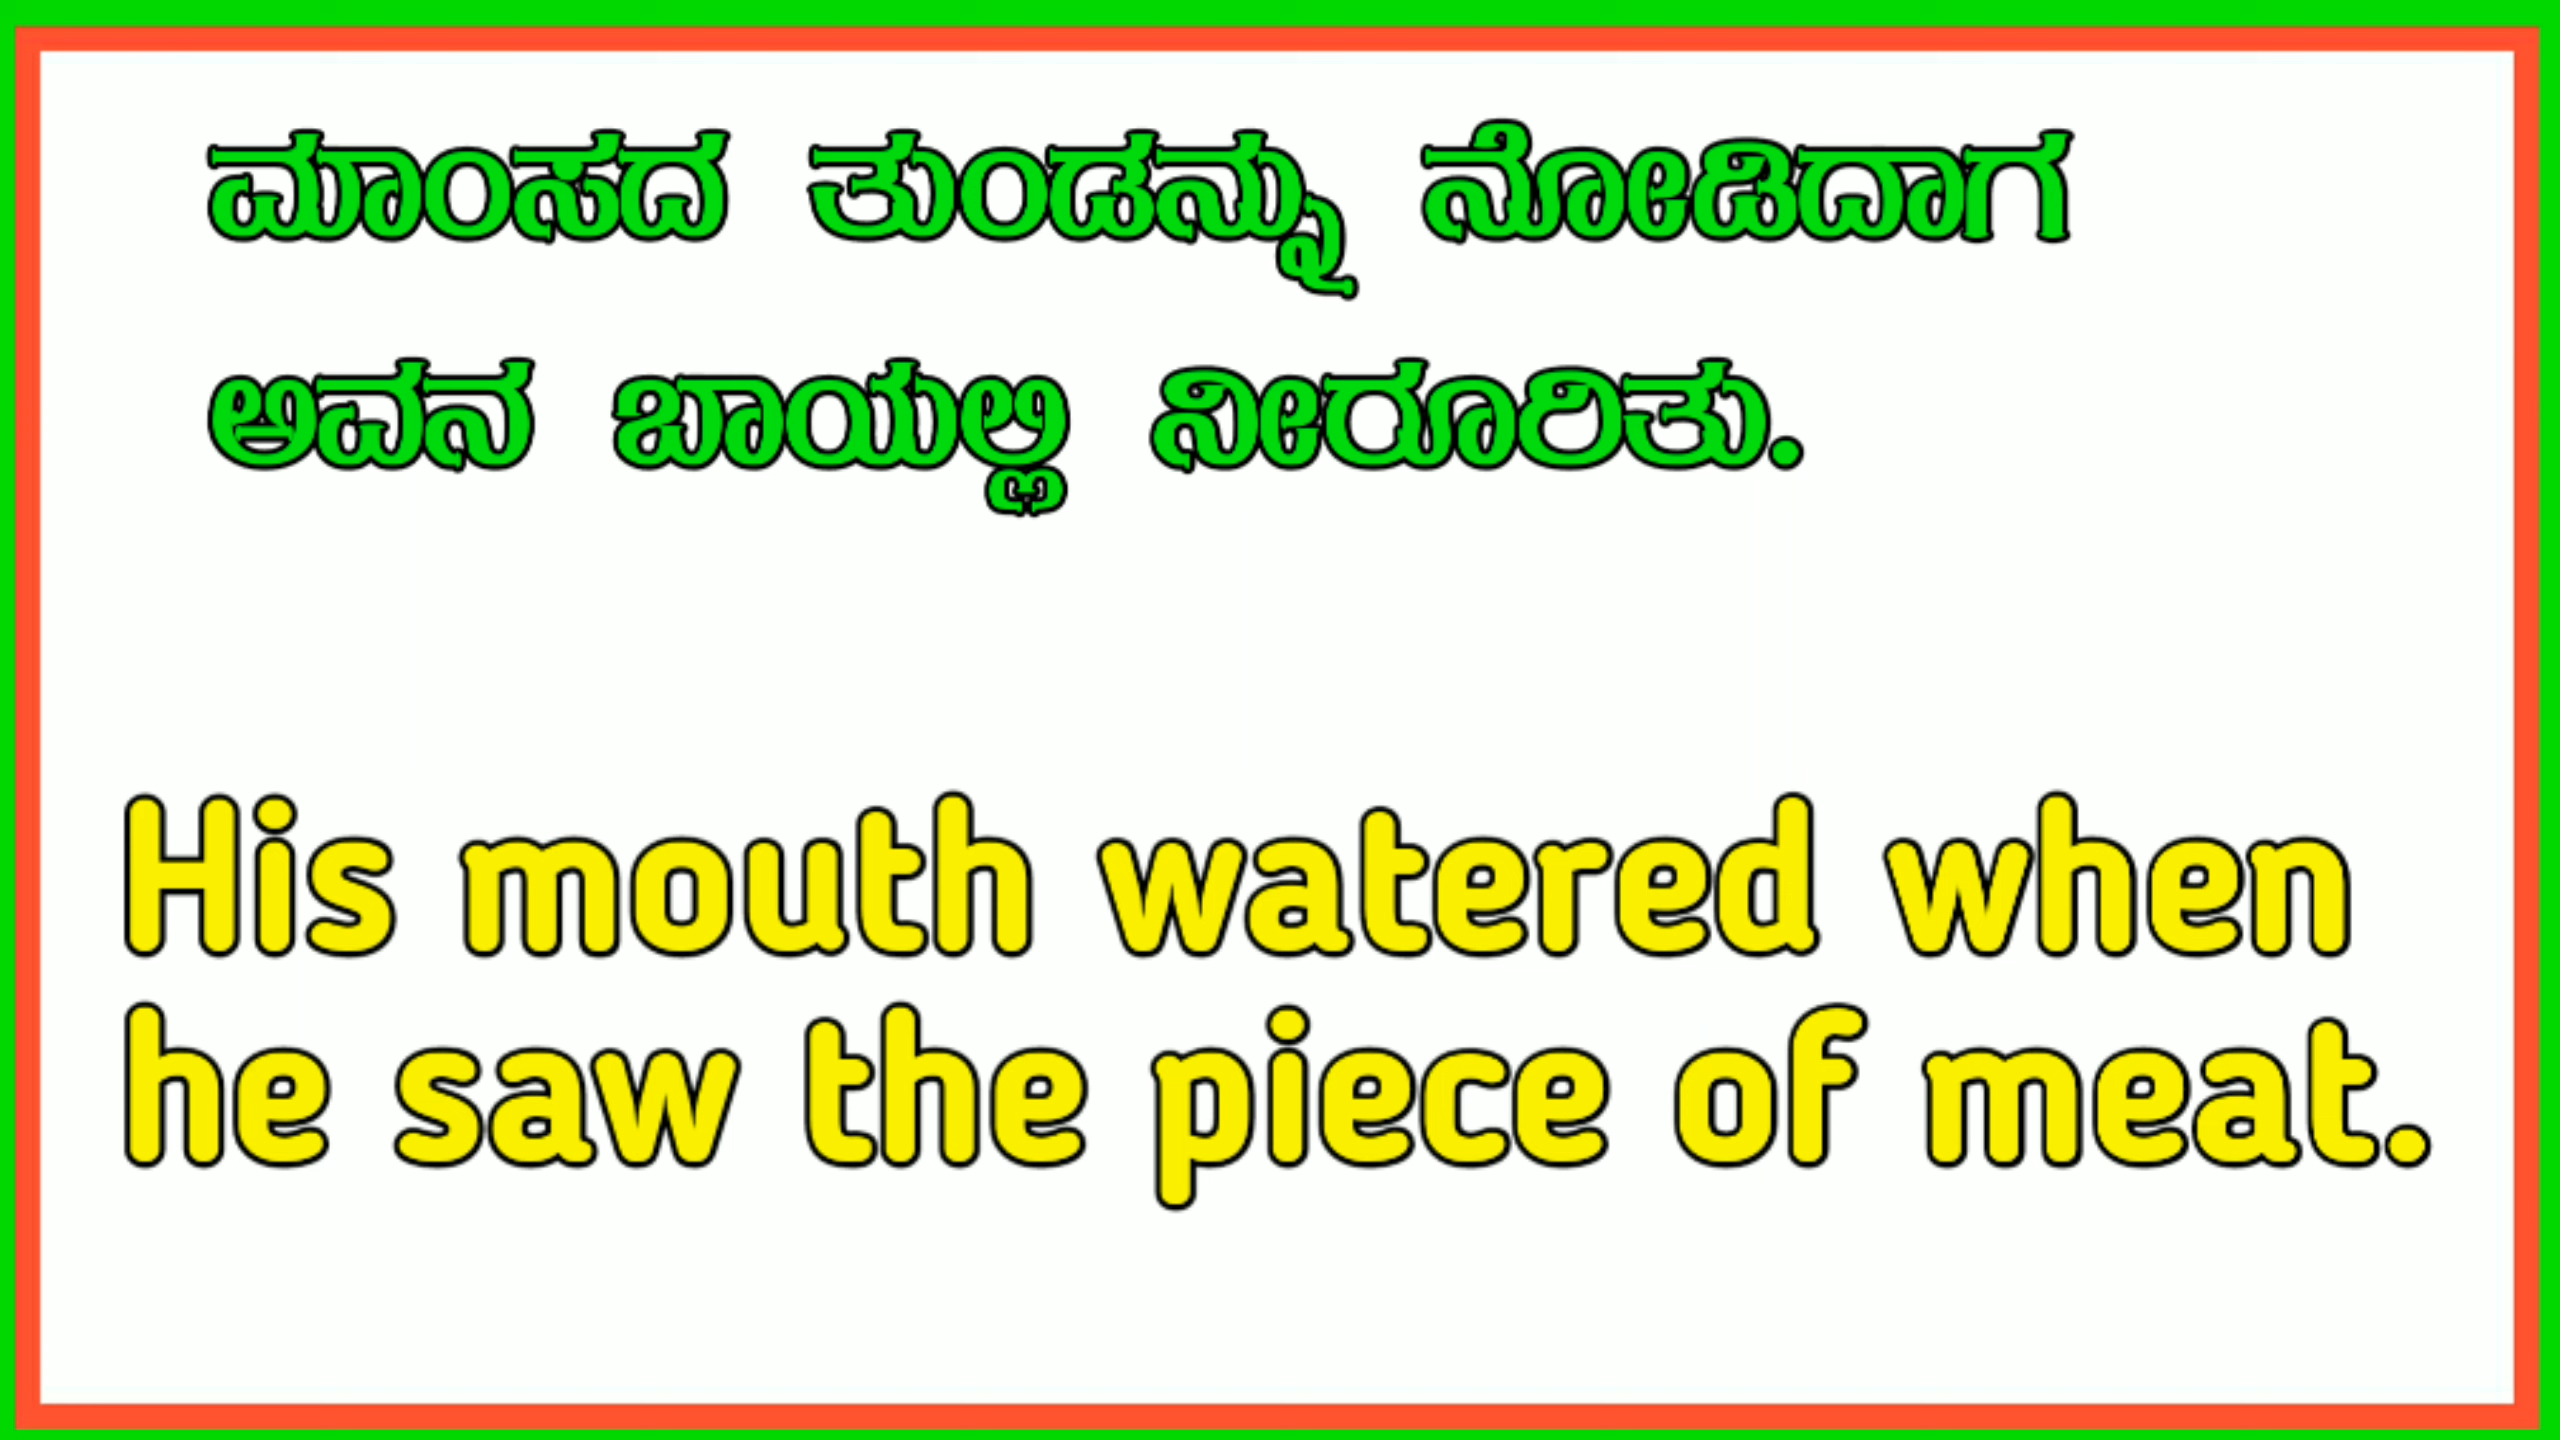 ಮಾಂಸದ ತುಂಡನ್ನು ನೋಡಿದಾಗ
ಅವನ ಬಾಯಲ್ಲಿ ನೀರೂರಿತು.
His mouth watered when
he saw the piece of meat.